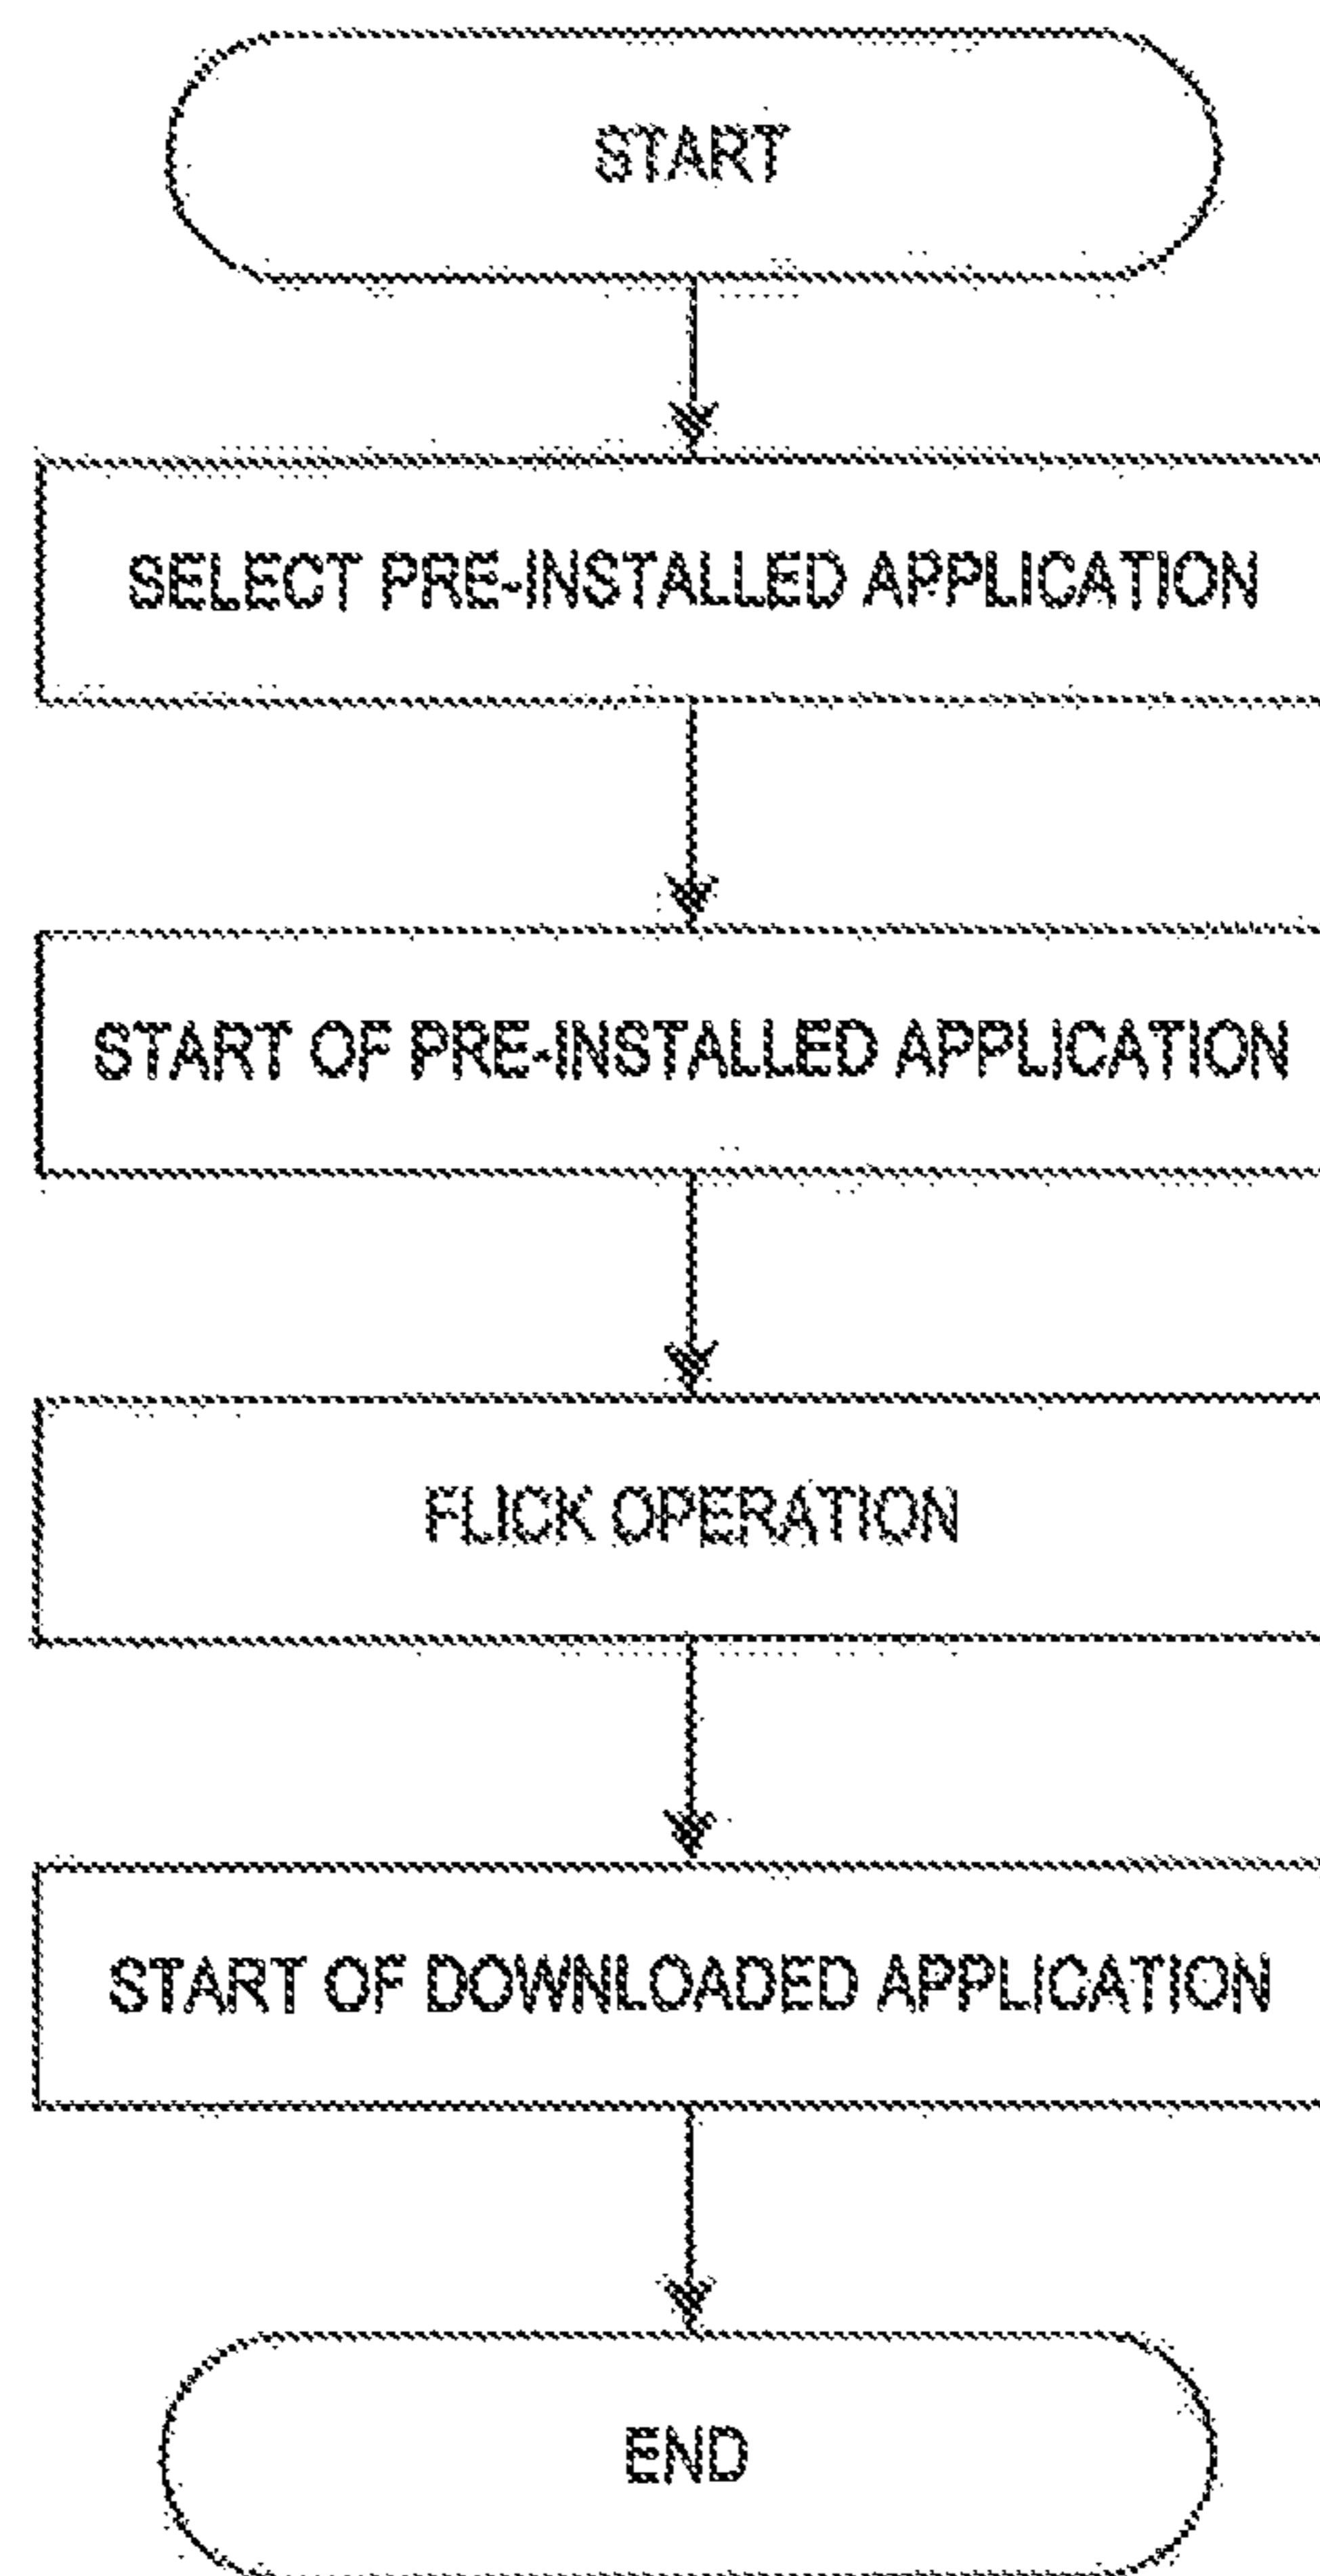 START
SELECT PRE-INSTALLED APPLICATION
START OF PRE-INSTALLED APPLICATION
FLICK OPERATION
START OF DOWNLOADED APPLICATION
END